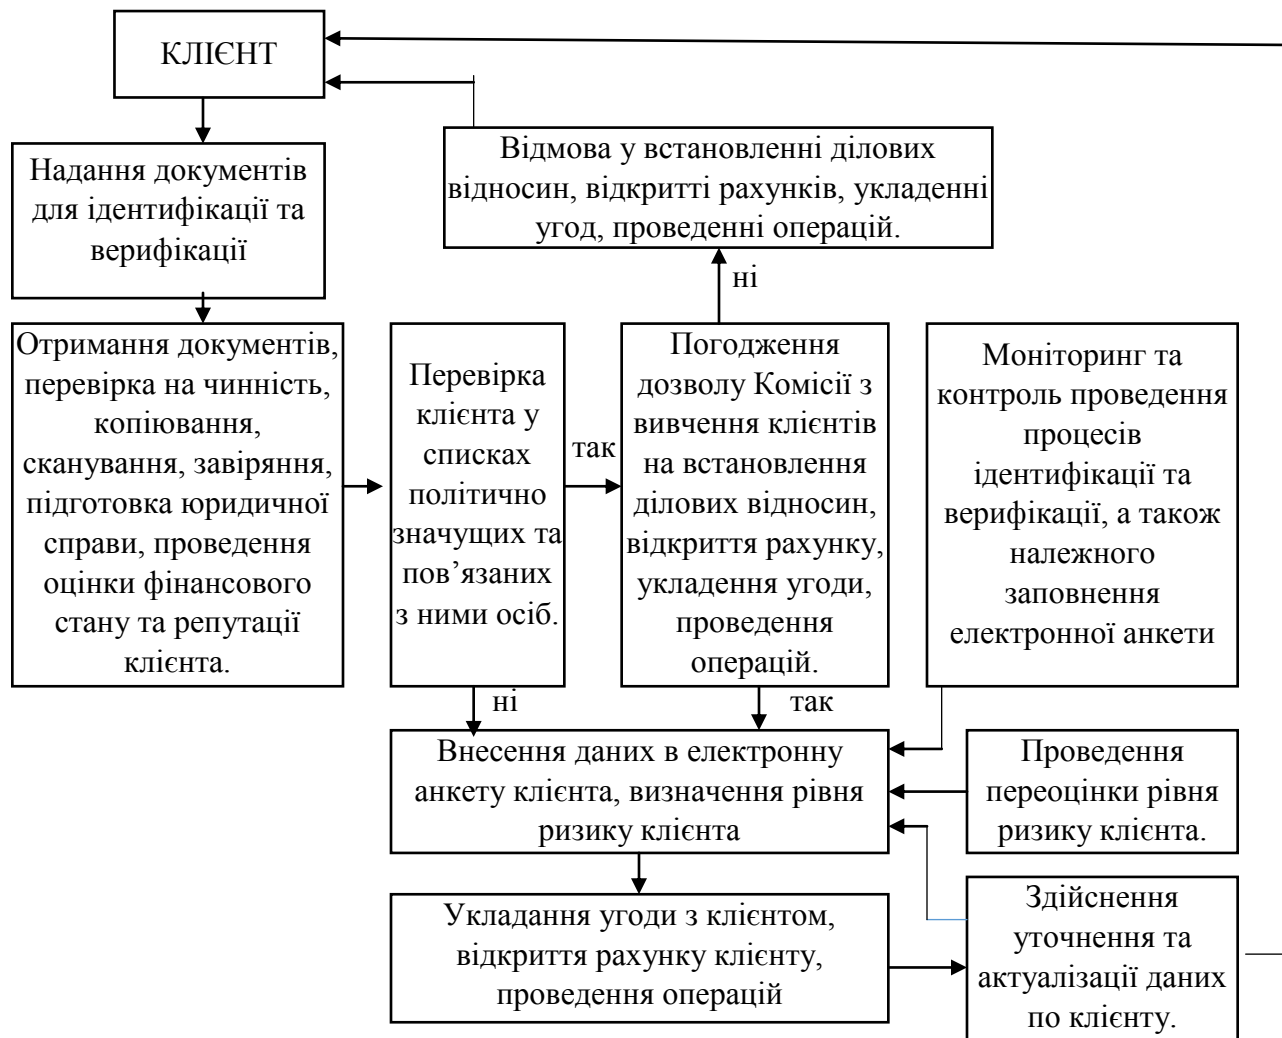 КЛІЄНТ
Надання документів
для ідентифікації та
верифікації
Відмова у встановленні ділових
відносин, відкритті рахунків, укладенні
угод, проведенні операцій.
ні
Отримання документів,
перевірка на чинність,
копіювання,
сканування, завіряння,
підготовка юридичної
справи, проведення
оцінки фінансового
стану та репутації
клієнта.
Перевірка
клієнта у
списках
політично
значущих та
пов’язаних
з ними осіб.
так
Погодження
дозволу Комісії з
вивчення клієнтів
на встановлення
ділових відносин,
відкриття рахунку,
укладення угоди,
проведення
операцій.
Моніторинг та
контроль проведення
процесів
ідентифікації та
верифікації, а також
належного
заповнення
електронної анкети
ні
так
Внесення даних в електронну
анкету клієнта, визначення рівня
ризику клієнта
Проведення
переоцінки рівня
ризику клієнта.
Укладання угоди з клієнтом,
відкриття рахунку клієнту,
проведення операцій
Здійснення
уточнення та
актуалізації даних
по клієнту.